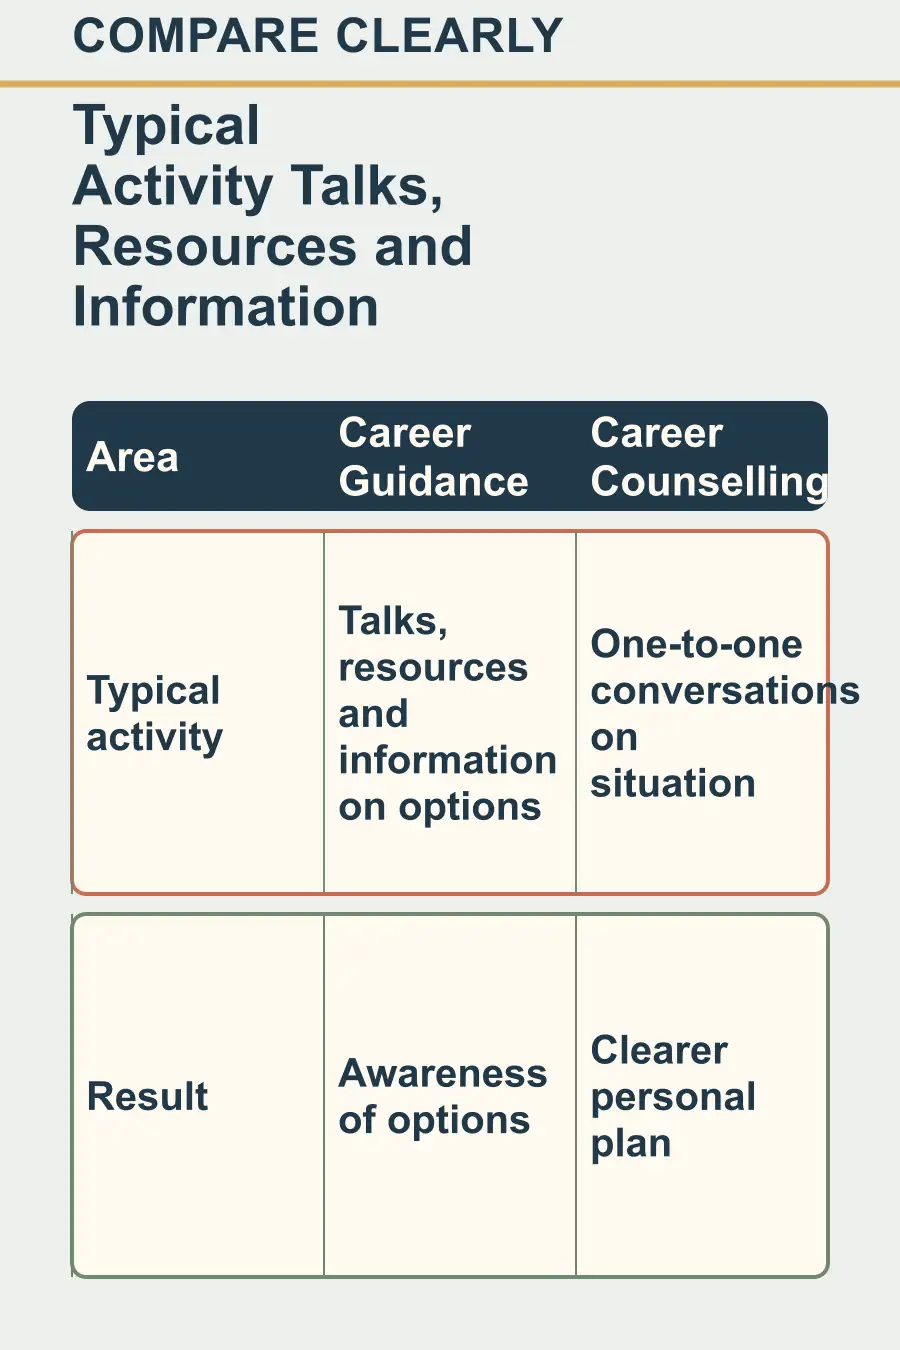 COMPARE CLEARLY
Typical
Activity Talks,
Resources and
Information
Area
Career
Guidance
Career
Counselling
Typical
activity
Talks,
resources
and
information
on options
One-to-one
conversations
on
situation
Result
Awareness
of options
Clearer
personal
plan